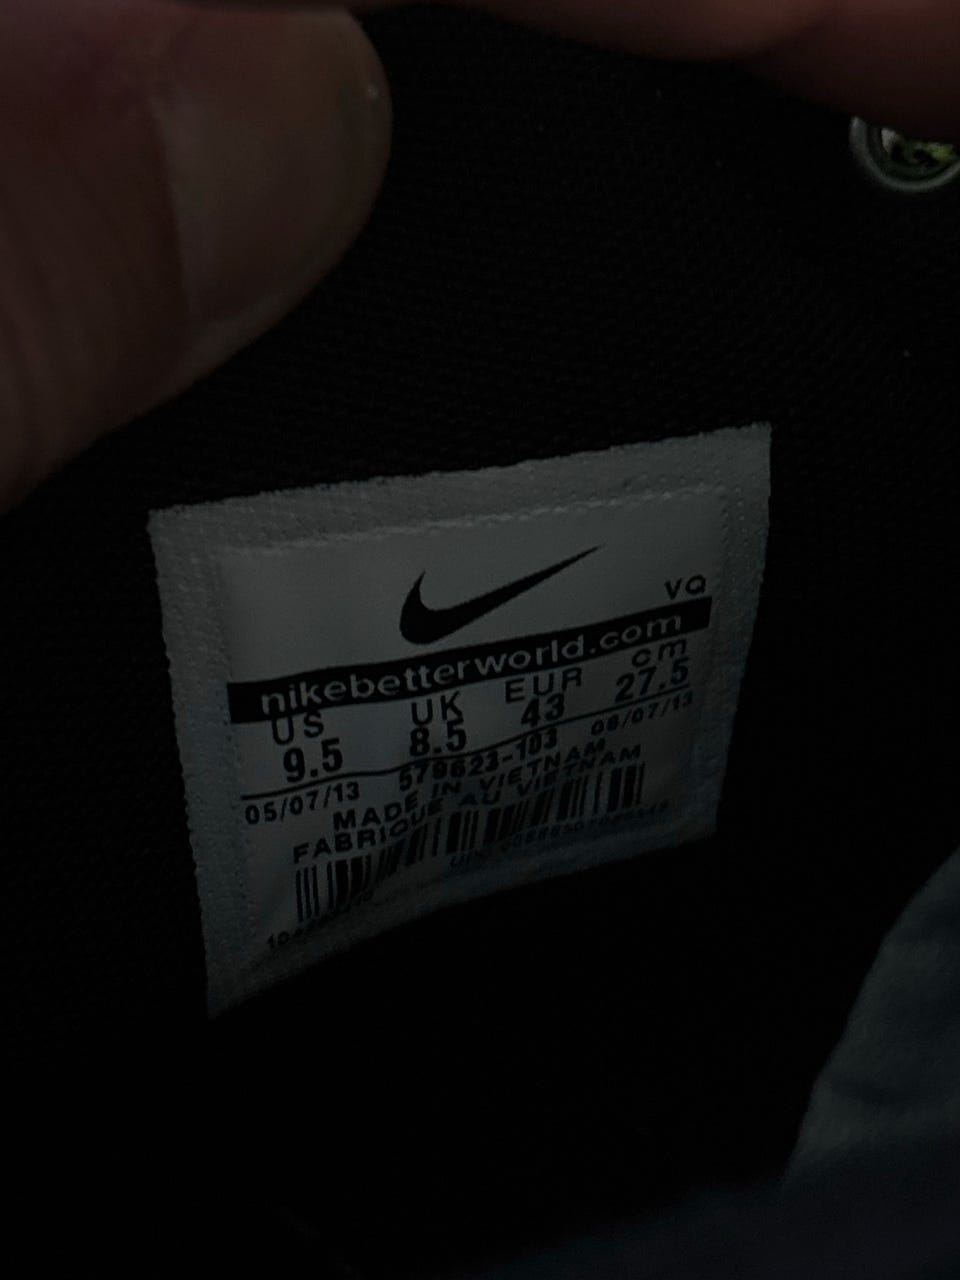 VQ
nikebetterworld.com
US UK EUR cm
9.5 8.5 43 27.5
05/07/13 579623-103 08/07/13
MADE IN VIETNAM
FABRIQUE AU VIETNAM